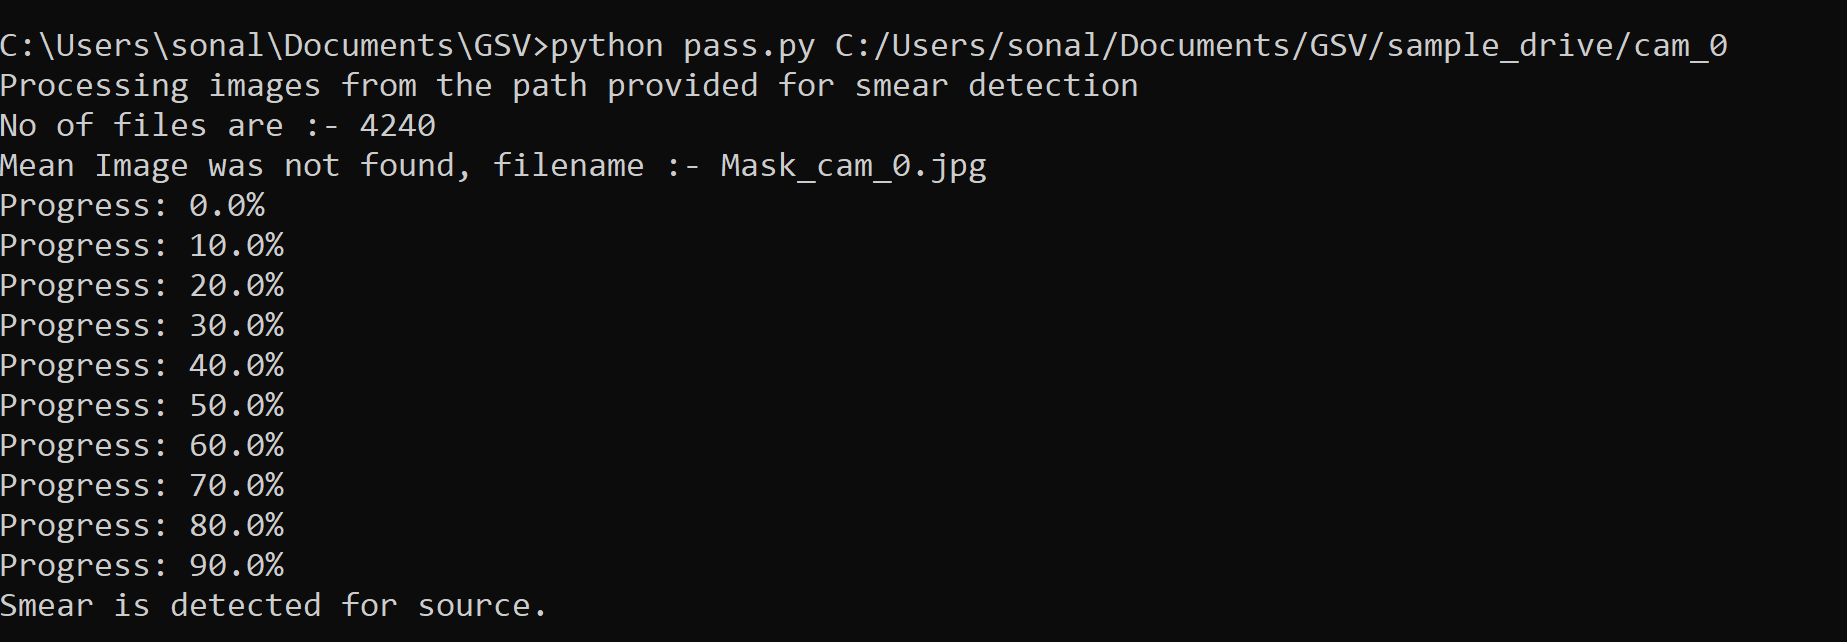 C:\Users\sonal\Documents\GSV>python pass.py C:/Users/sonal/Documents/GSV/sample_drive/cam_0
Processing images from the path provided for smear detection
No of files are :- 4240
Mean Image was not found, filename :- Mask_cam_0.jpg
Progress: 0.0%
Progress: 10.0%
Progress: 20.0%
Progress: 30.0%
Progress: 40.0%
Progress: 50.0%
Progress: 60.0%
Progress: 70.0%
Progress: 80.0%
Progress: 90.0%
Smear is detected for source.